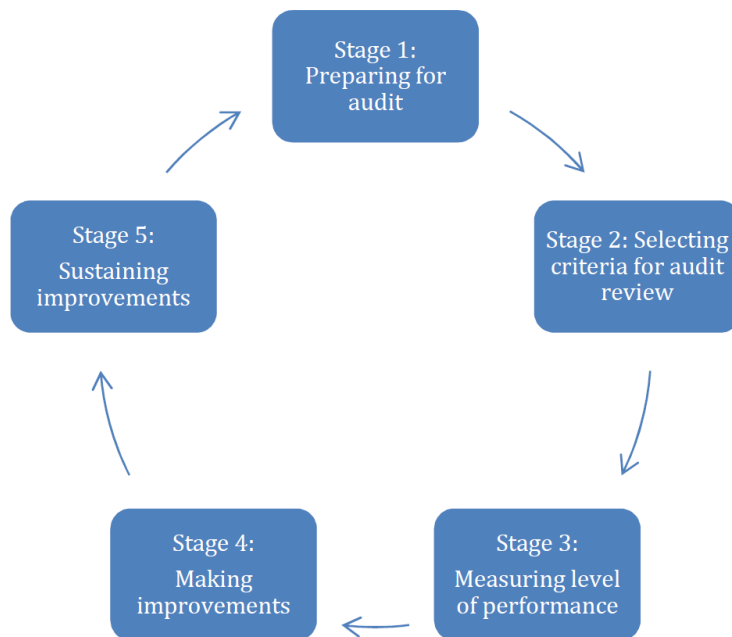 Stage 1:
Preparing for
audit
Stage 2: Selecting
criteria for audit
review
Stage 3:
Measuring level
of performance
Stage 4:
Making
improvements
Stage 5:
Sustaining
improvements